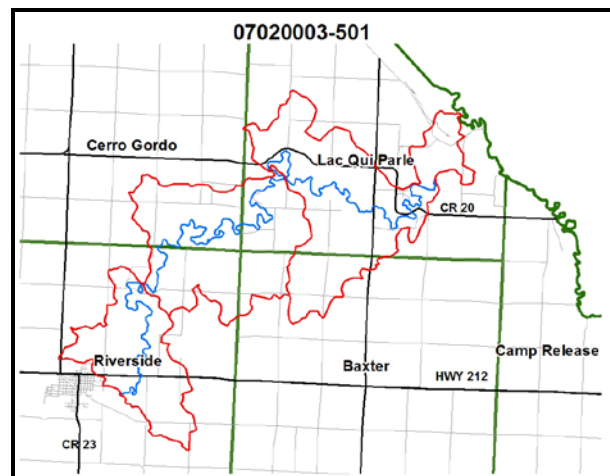 07020003-501
Cerro Gordo
Lac Qui Parle
CR 20
Riverside
Baxter
Camp Release
HWY 212
CR 23